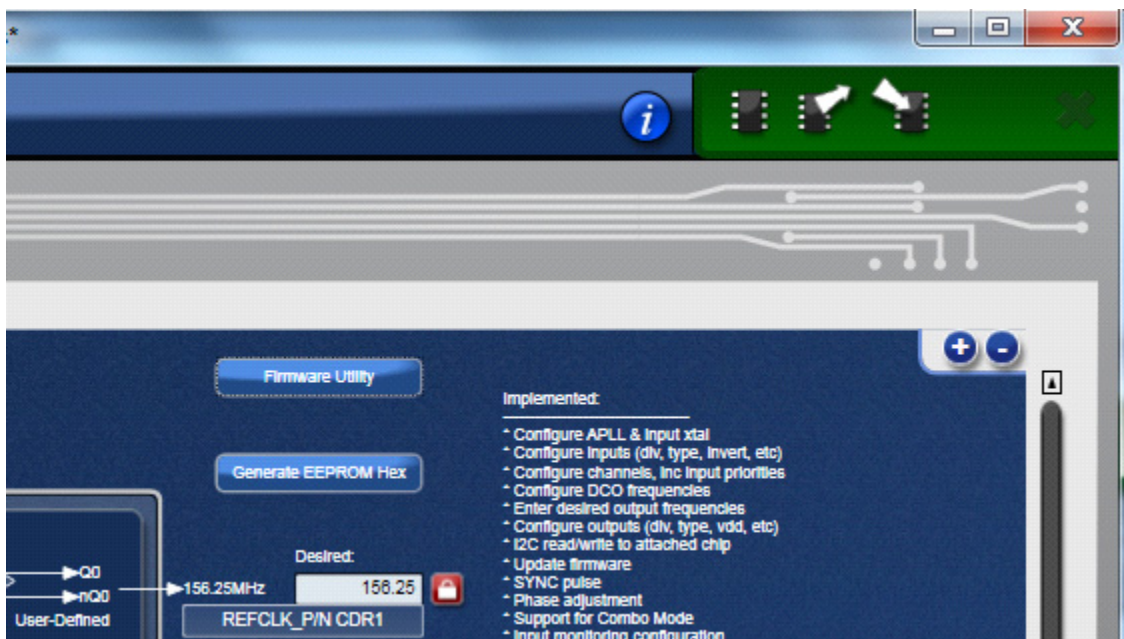 *
i
+ -
Firmware Utility
Implemented:
* Configure APLL & Input xtal
* Configure Inputs (div, type, Invert, etc)
Generate EEPROM Hex
* Configure channels, Inc Input priorities
* Configure DCO frequencies
* Enter desired output frequencies
* Configure outputs (div, type, vdd, etc)
* I2C read/write to attached chip
Desired:
* Update firmware
Q0
156.25MHz
156.25
* SYNC pulse
nQ0
* Phase adjustment
User-Defined
REFCLK_P/N CDR1
* Support for Combo Mode
* Input monitoring configuration